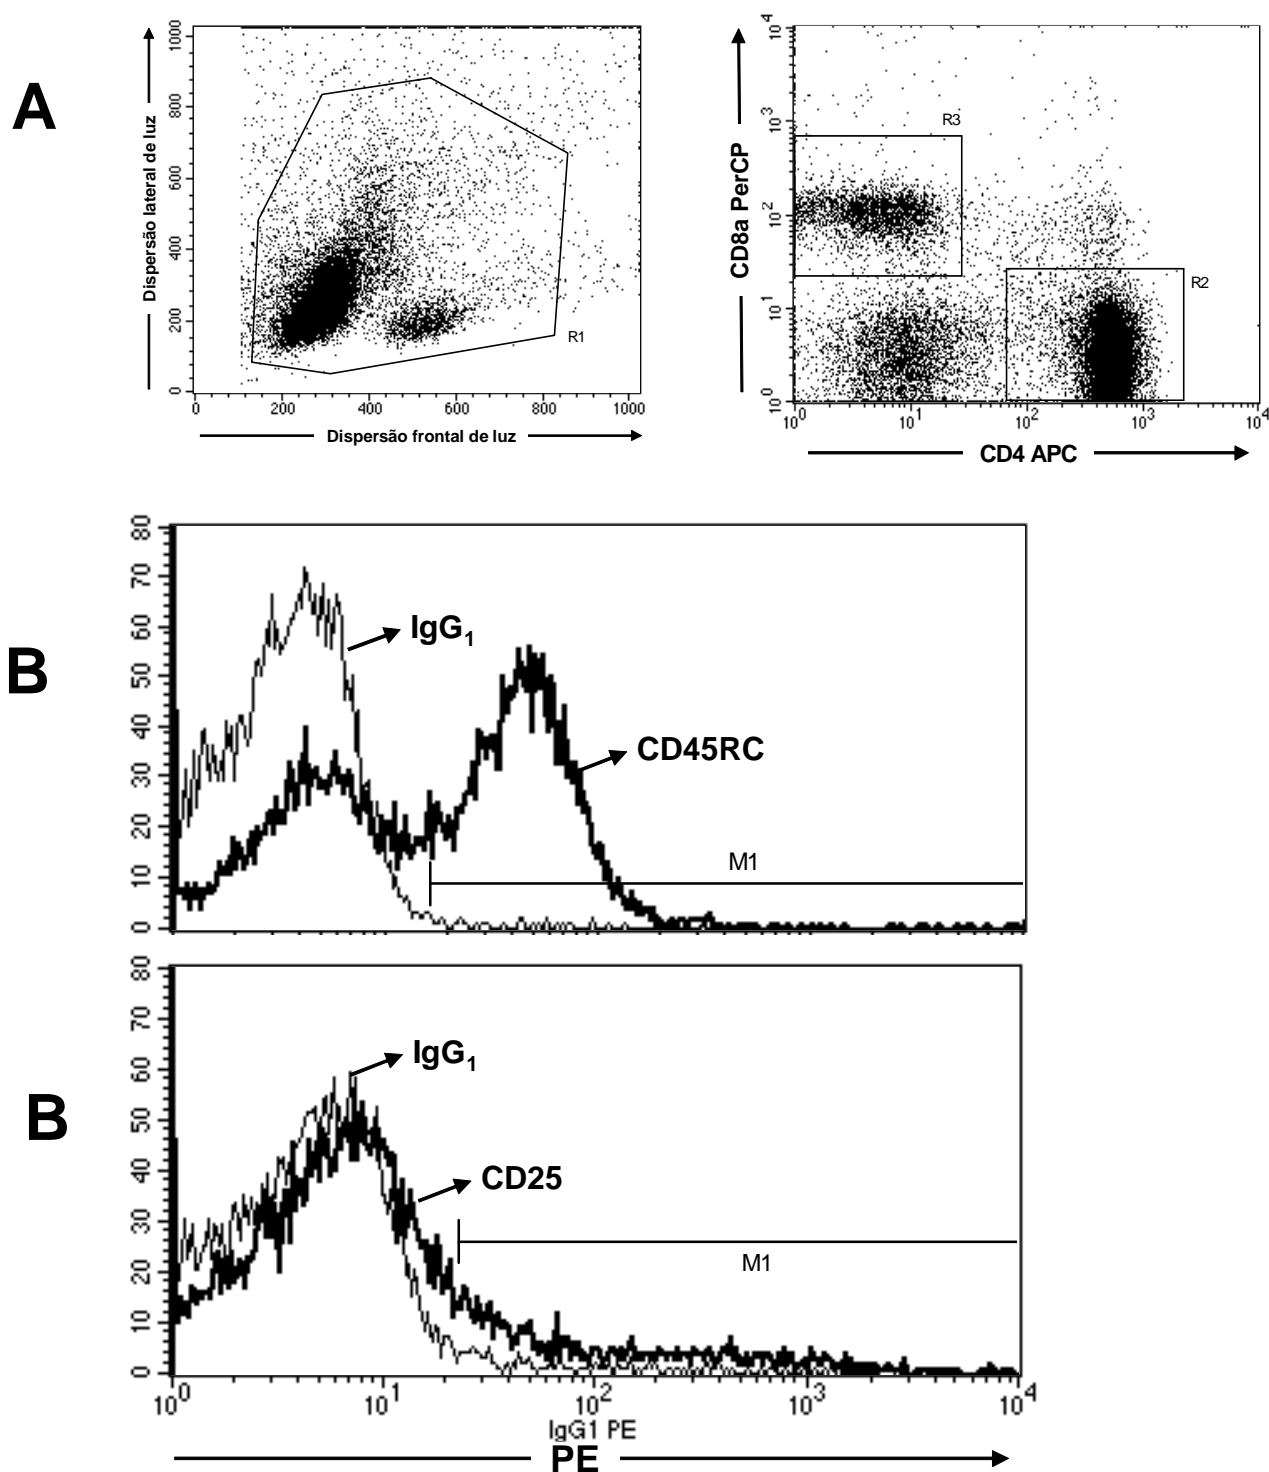 A
Dispersão lateral de luz
1000
800
600
400
200
0
R1
0 200 400 600 800 1000
Dispersão frontal de luz
CD8a PerCP
10^4
10^3
10^2
10^1
10^0
R3
R2
10^0 10^1 10^2 10^3 10^4
CD4 APC
B
80
70
60
50
40
30
20
10
0
IgG₁
CD45RC
M1
B
80
70
60
50
40
30
20
10
0
IgG₁
CD25
M1
10^0 10^1 10^2 10^3 10^4
IgG1 PE
PE